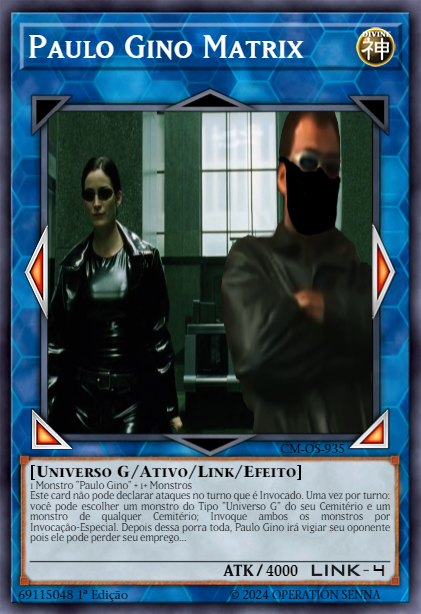 Paulo Gino Matrix
DIVINE
神
CM-OS-935
[Universo G/Ativo/Link/Efeito]
1 Monstro "Paulo Gino" + 1+ Monstros
Este card não pode declarar ataques no turno que é Invocado. Uma vez por turno:
você pode escolher um monstro do Tipo "Universo G" do seu Cemitério e um
monstro de qualquer Cemitério; Invoque ambos os monstros por
Invocação-Especial. Depois dessa porra toda, Paulo Gino irá vigiar seu oponente
pois ele pode perder seu emprego...
ATK / 4000 LINK-4
69115048 1ª Edição © 2024 OPERATION SENNA